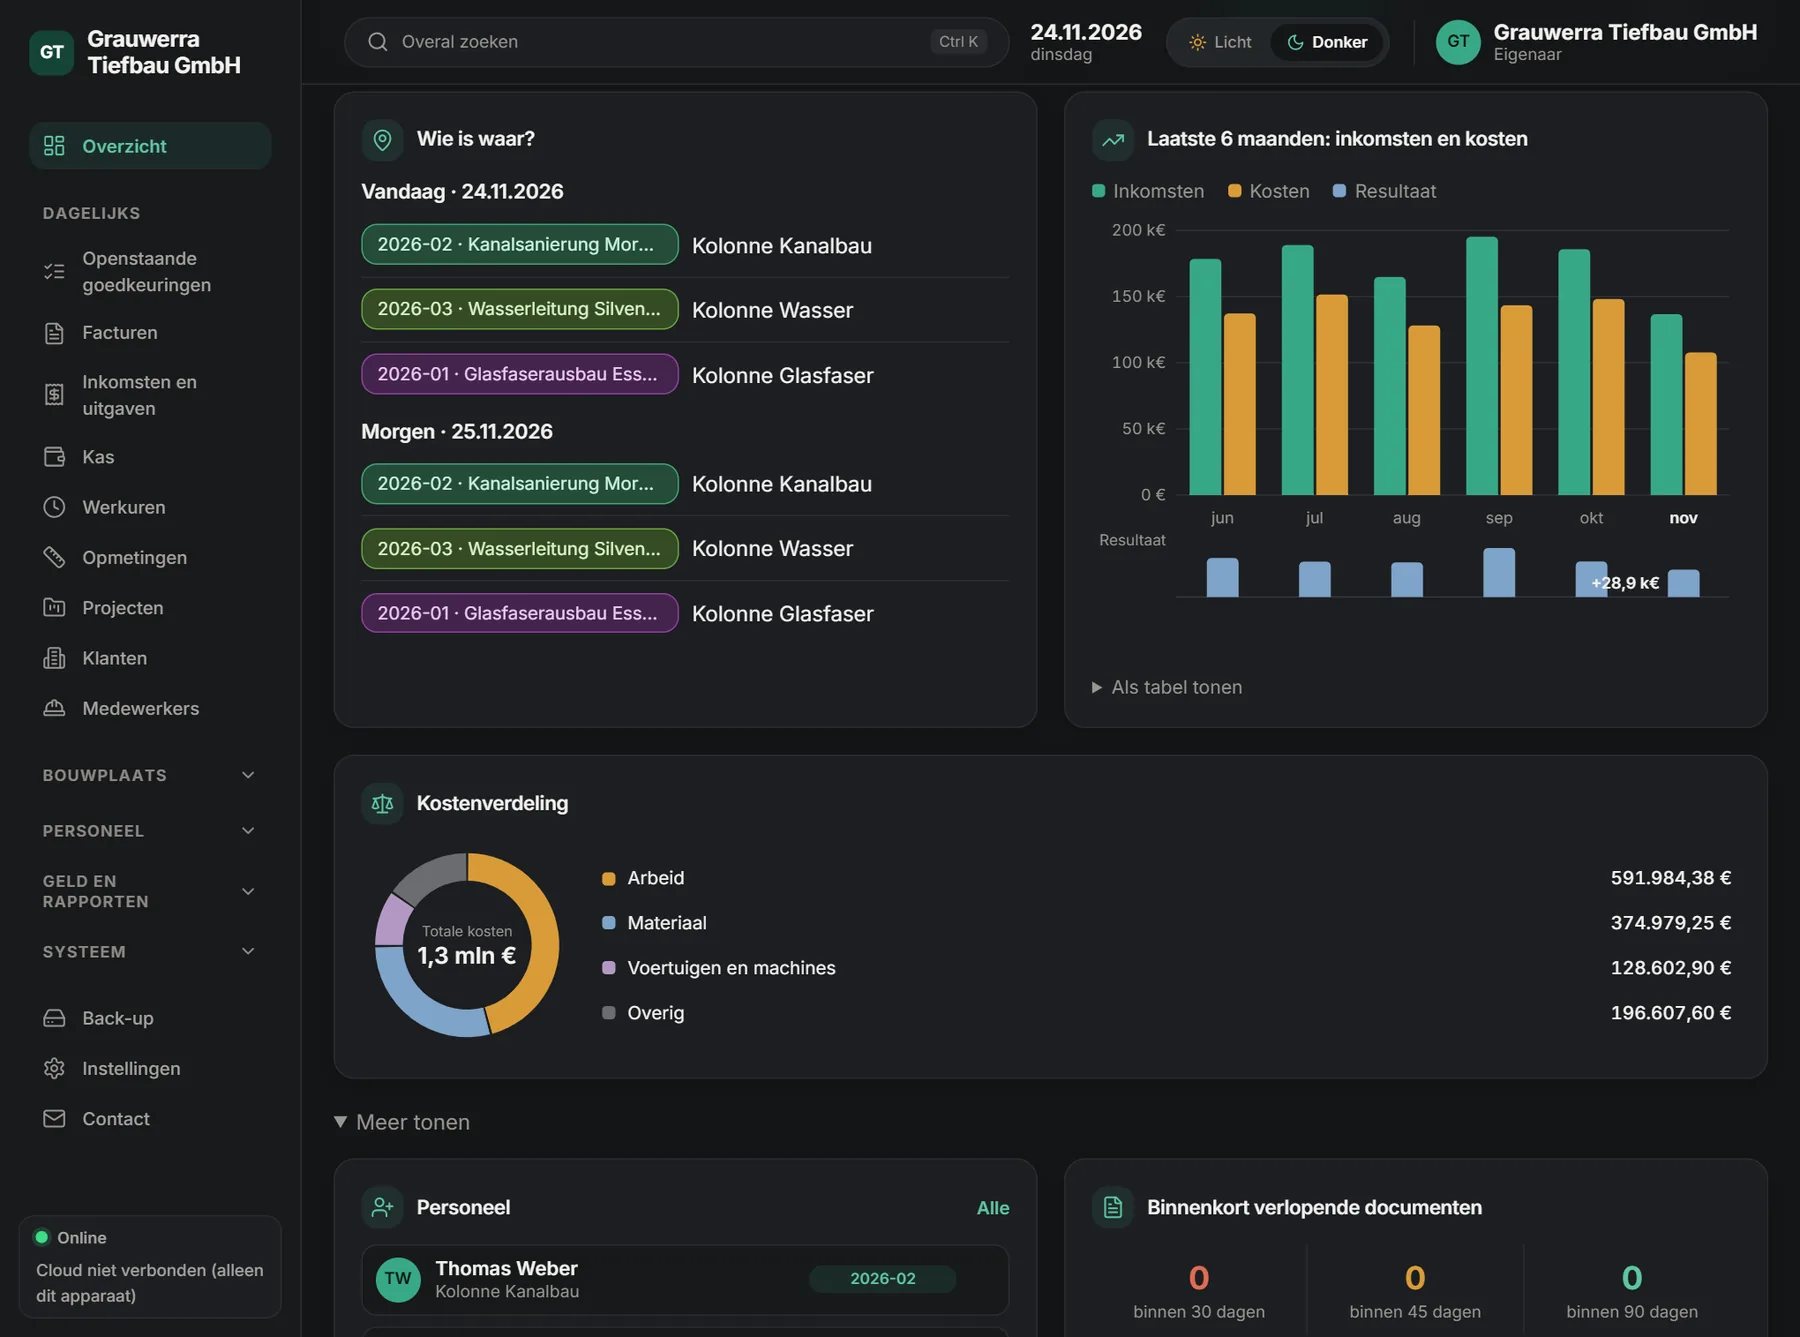 GT
Grauwerra
Tiefbau GmbH
Overal zoeken
Ctrl K
24.11.2026
dinsdag
Licht
Donker
GT
Grauwerra Tiefbau GmbH
Eigenaar
Overzicht
DAGELIJKS
Openstaande
goedkeuringen
Facturen
Inkomsten en
uitgaven
Kas
Werkuren
Opmetingen
Projecten
Klanten
Medewerkers
BOUWPLAATS
PERSONEEL
GELD EN
RAPPORTEN
SYSTEEM
Back-up
Instellingen
Contact
Online
Cloud niet verbonden (alleen
dit apparaat)
Wie is waar?
Vandaag · 24.11.2026
2026-02 · Kanalsanierung Mor... Kolonne Kanalbau
2026-03 · Wasserleitung Silven... Kolonne Wasser
2026-01 · Glasfaserausbau Ess... Kolonne Glasfaser
Morgen · 25.11.2026
2026-02 · Kanalsanierung Mor... Kolonne Kanalbau
2026-03 · Wasserleitung Silven... Kolonne Wasser
2026-01 · Glasfaserausbau Ess... Kolonne Glasfaser
Laatste 6 maanden: inkomsten en kosten
Inkomsten Kosten Resultaat
200 k€
150 k€
100 k€
50 k€
0 €
jun jul aug sep okt nov
Resultaat
+28,9 k€
Als tabel tonen
Kostenverdeling
Totale kosten
1,3 mln €
Arbeid 591.984,38 €
Materiaal 374.979,25 €
Voertuigen en machines 128.602,90 €
Overig 196.607,60 €
Meer tonen
Personeel
Alle
TW
Thomas Weber
Kolonne Kanalbau
2026-02
Binnenkort verlopende documenten
0 0 0
binnen 30 dagen binnen 45 dagen binnen 90 dagen